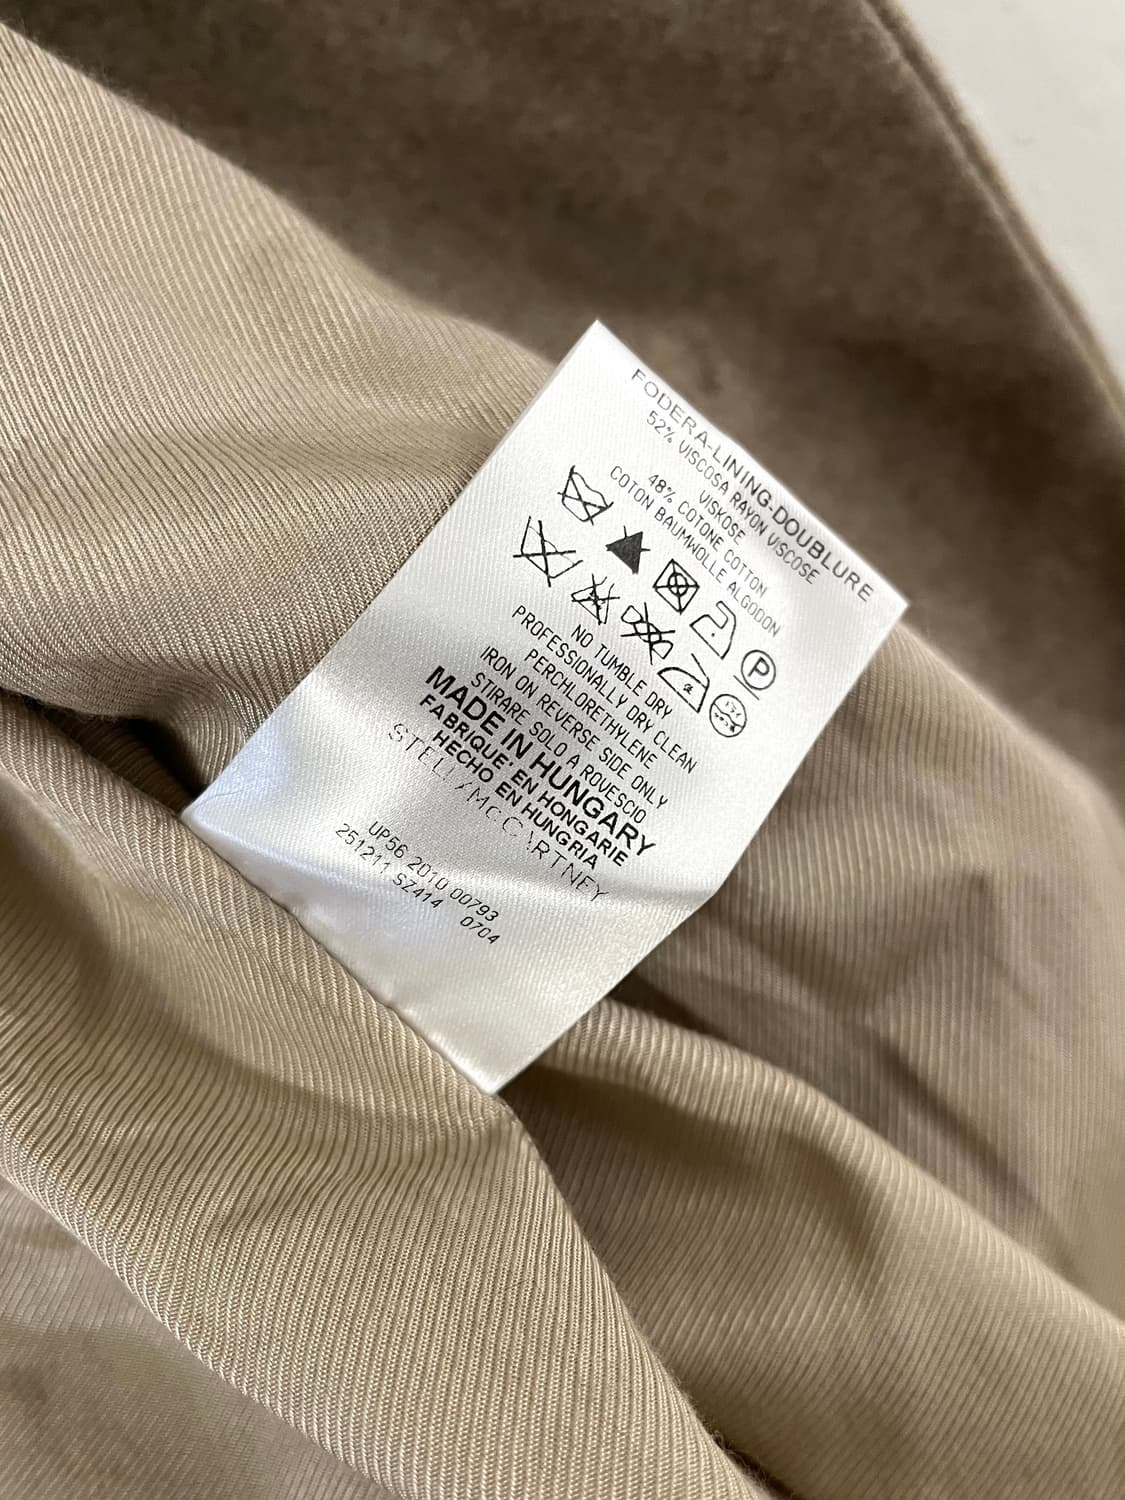 FODERA-LINING-DOUBLURE
52% VISCOSA RAYON VISCOSE
VISKOSE
48% COTONE COTTON
COTON BAUMWOLLE ALGODON
P
NO TUMBLE DRY
PROFESSIONALLY DRY CLEAN
PERCHLORETHYLENE
IRON ON REVERSE SIDE ONLY
STIRARE SOLO A ROVESCIO
MADE IN HUNGARY
FABRIQUE' EN HONGARIE
HECHO EN HUNGRIA
STELLA McCARTNEY
UP56 2010 00793
251211 SZ414 0704